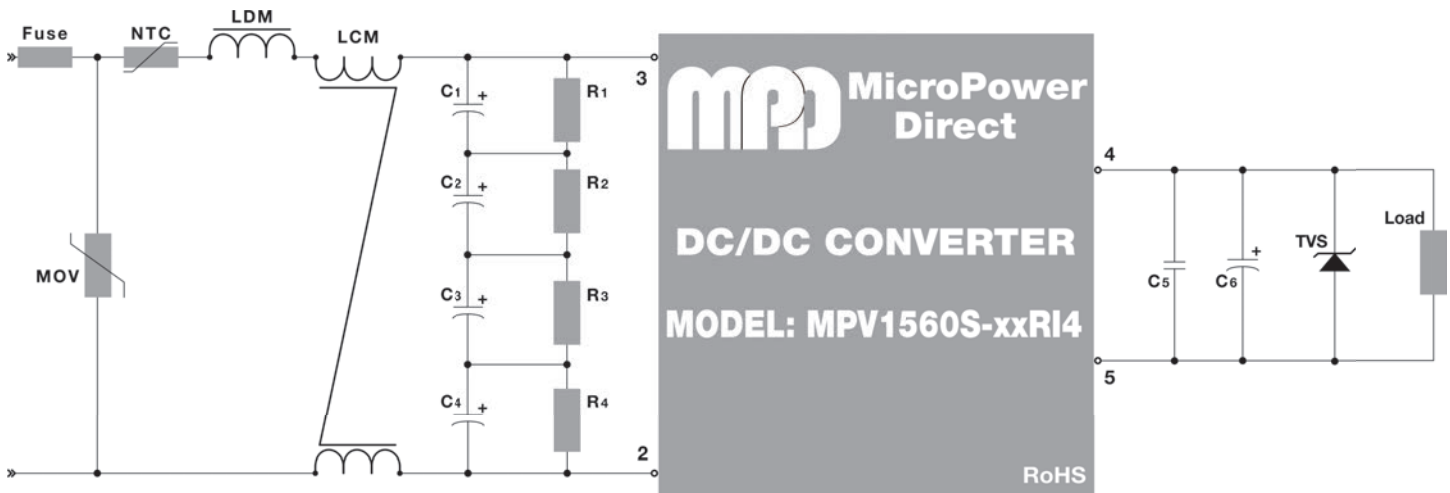 Fuse
NTC
LDM
LCM
MOV
C1
+
R1
C2
+
R2
C3
+
R3
C4
+
R4
3
2
MPD
MicroPower
Direct
DC/DC CONVERTER
MODEL: MPV1560S-xxRI4
RoHS
4
5
C5
C6
+
TVS
Load